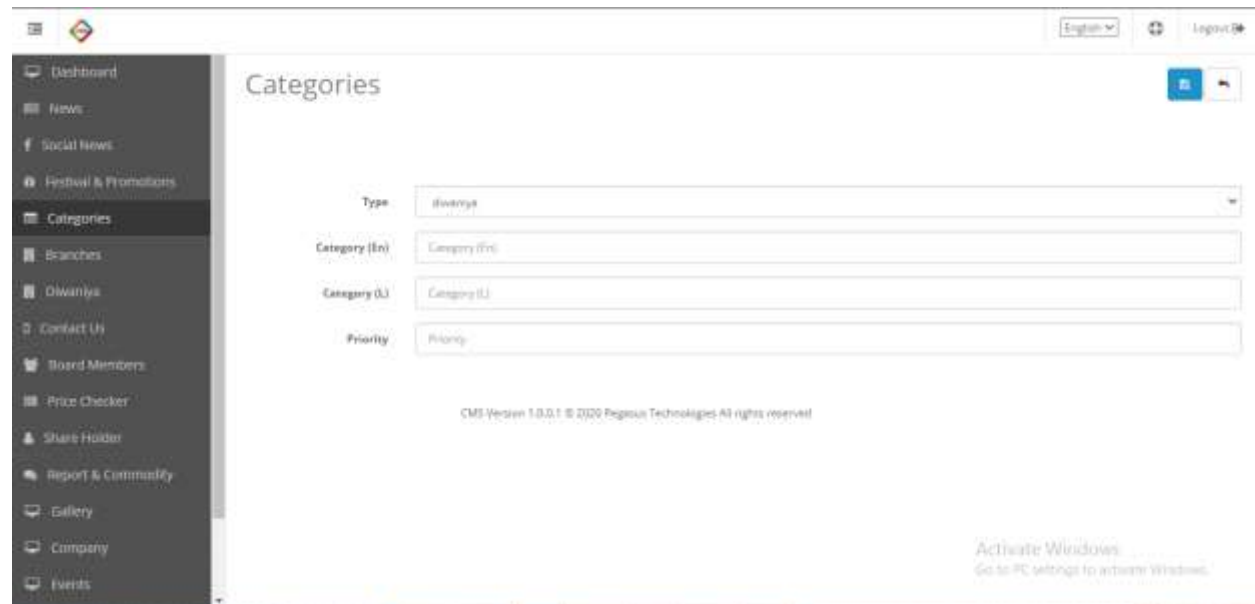 English
Logout
Dashboard
News
Social News
Festival & Promotions
Categories
Branches
Diwaniya
Contact Us
Board Members
Price Checker
Share Holder
Report & Commodity
Gallery
Company
Events
Categories
Type
diwaniya
Category (En)
Category (En)
Category (L)
Category (L)
Priority
Priority
CMS Version 1.0.0.1 © 2020 Pegasus Technologies All rights reserved
Activate Windows
Go to PC settings to activate Windows.